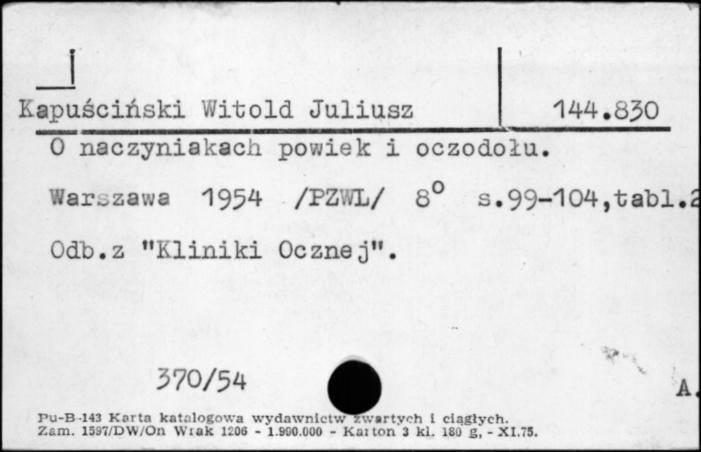 Kapuściński Witold Juliusz 144.830
O naczyniakach powiek i oczodołu.
Warszawa 1954 /PZWL/ 8° s.99-104,tabl.2
Odb.z "Kliniki Ocznej".
370/54
A.
Pu-B-143 Karta katalogowa wydawnictw zwartych i ciągłych.
Zam. 1597/DW/On Wrak 1206 - 1.990.000 - Karton 3 kl. 180 g, - XI.75.